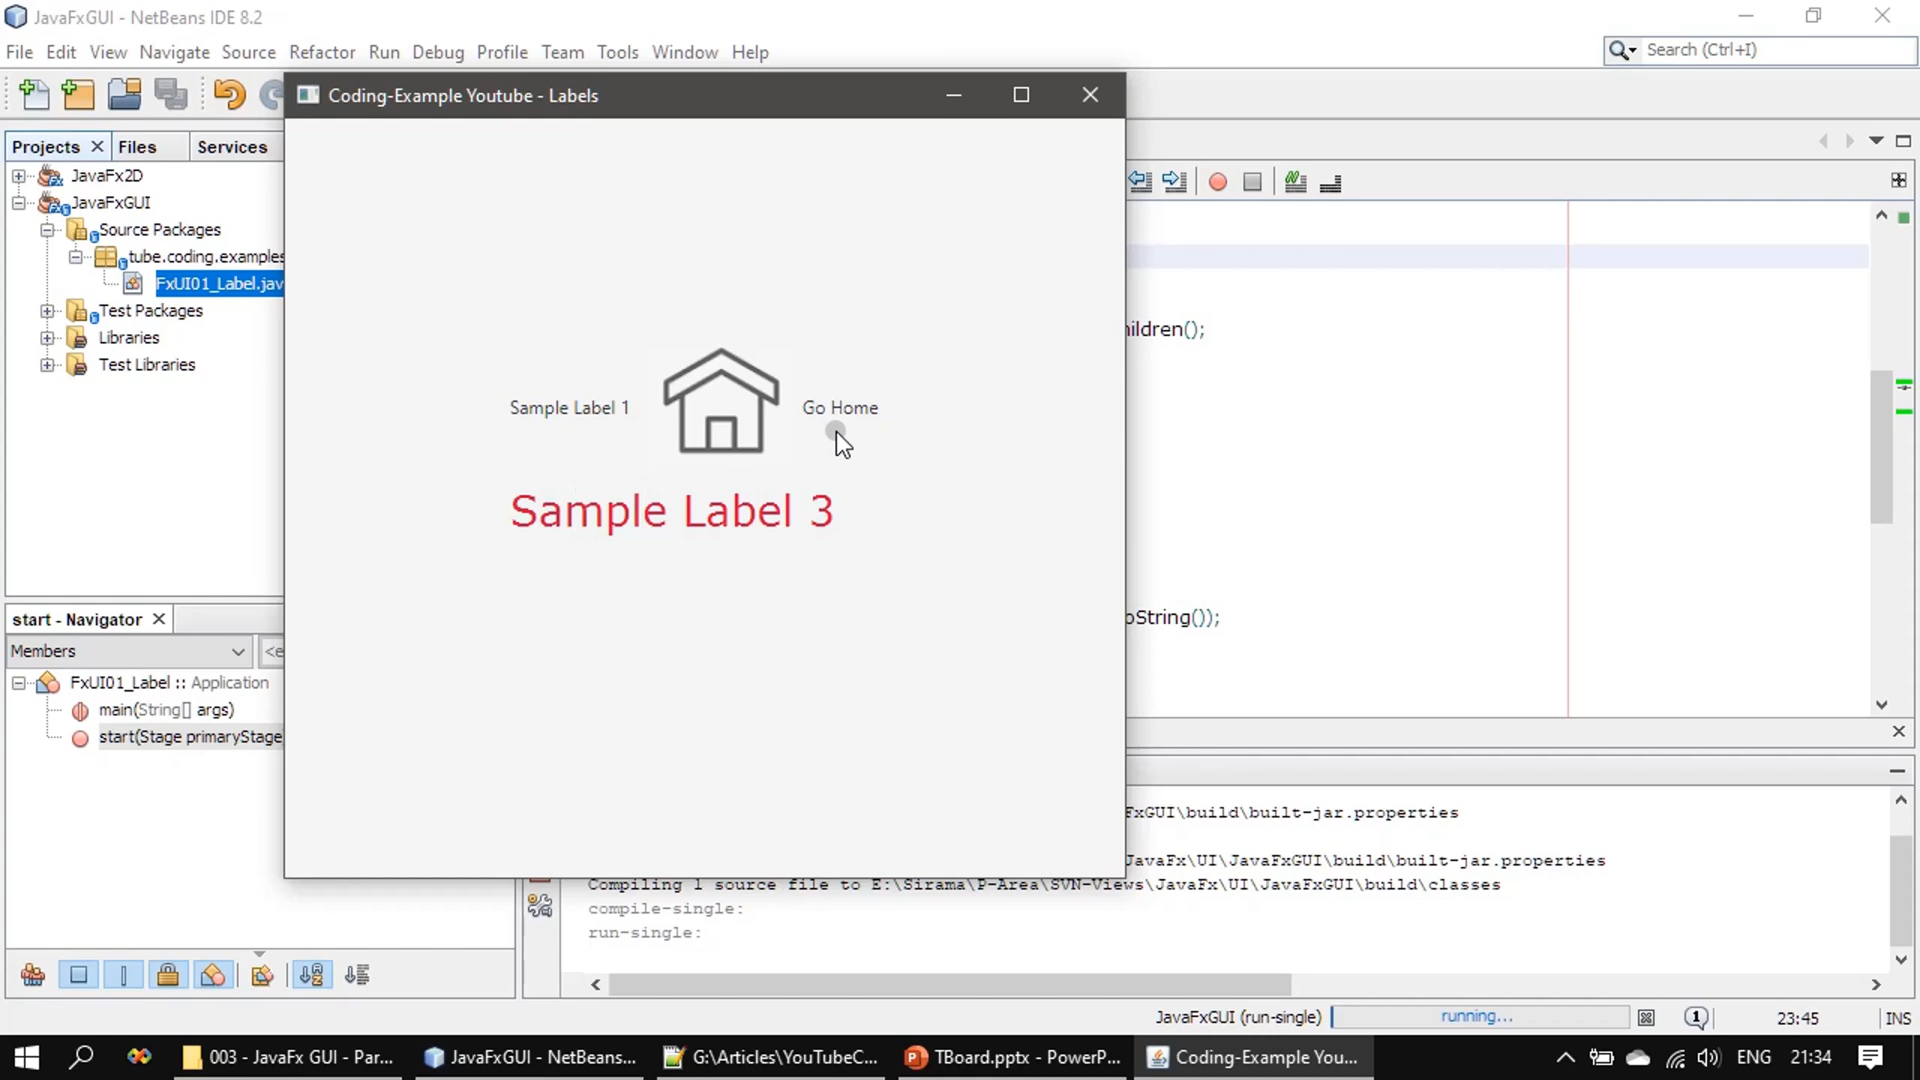 JavaFxGUI - NetBeans IDE 8.2
File Edit View Navigate Source Refactor Run Debug Profile Team Tools Window Help
Search (Ctrl+I)
Coding-Example Youtube - Labels
Projects Files Services
JavaFx2D
JavaFxGUI
Source Packages
tube.coding.examples
FxUI01_Label.jav
Test Packages
Libraries
Test Libraries
Sample Label 1
Go Home
Sample Label 3
ildren();
String());
start - Navigator
Members
<e
FxUI01_Label :: Application
main(String[] args)
start(Stage primaryStage
FxGUI\build\built-jar.properties
JavaFx\UI\JavaFxGUI\build\built-jar.properties
Compiling 1 source file to E:\Sirama\P-Area\SVN-Views\JavaFx\UI\JavaFxGUI\build\classes
compile-single:
run-single:
JavaFxGUI (run-single)
running...
1
23:45
INS
003 - JavaFx GUI - Par...
JavaFxGUI - NetBeans...
G:\Articles\YouTubeC...
TBoard.pptx - PowerP...
Coding-Example You...
ENG
21:34